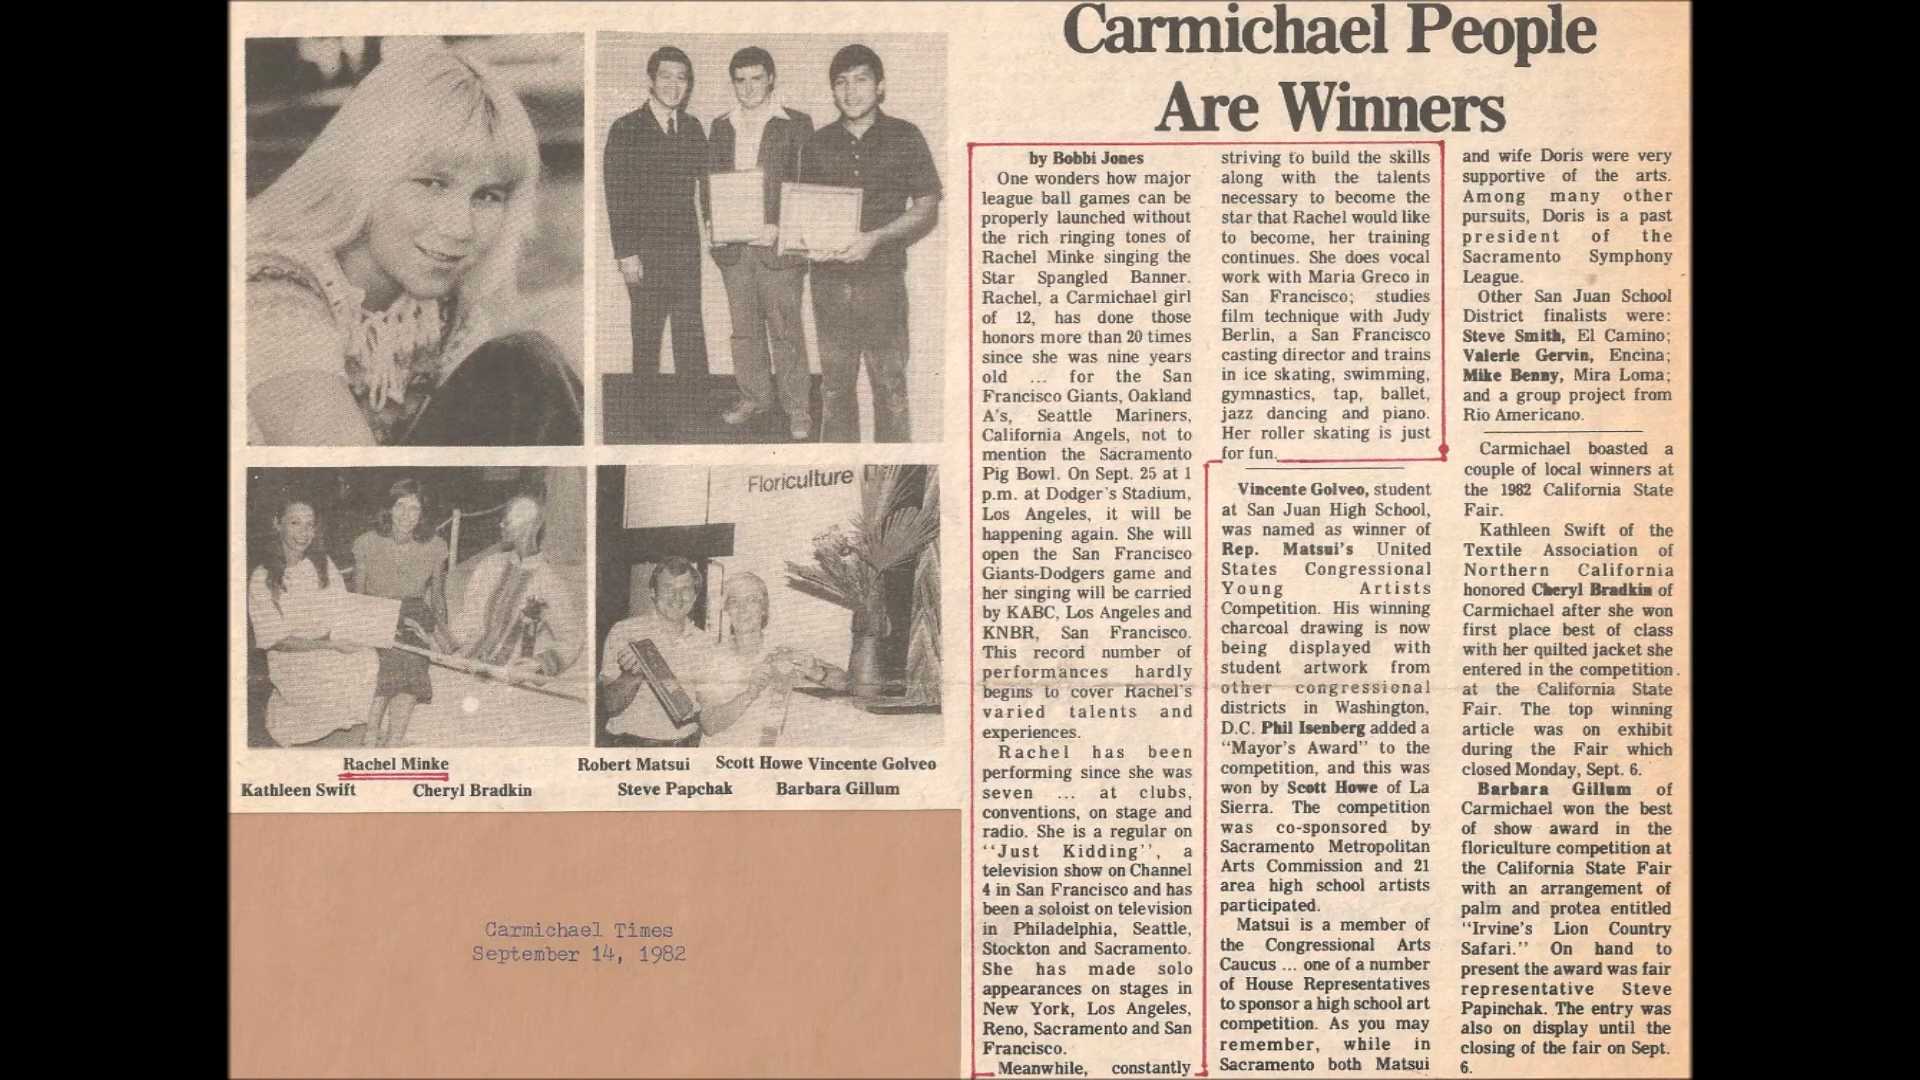 Carmichael People
Are Winners
Floriculture
Rachel Minke
Robert Matsui
Scott Howe Vincente Golveo
Kathleen Swift
Cheryl Bradkin
Steve Papchak
Barbara Gillum
Carmichael Times
September 14, 1982
by Bobbi Jones
One wonders how major
league ball games can be
properly launched without
the rich ringing tones of
Rachel Minke singing the
Star Spangled Banner.
Rachel, a Carmichael girl
of 12, has done those
honors more than 20 times
since she was nine years
old ... for the San
Francisco Giants, Oakland
A's, Seattle Mariners,
California Angels, not to
mention the Sacramento
Pig Bowl. On Sept. 25 at 1
p.m. at Dodger's Stadium,
Los Angeles, it will be
happening again. She will
open the San Francisco
Giants-Dodgers game and
her singing will be carried
by KABC, Los Angeles and
KNBR, San Francisco.
This record number of
performances hardly
begins to cover Rachel's
varied talents and
experiences.
Rachel has been
performing since she was
seven ... at clubs,
conventions, on stage and
radio. She is a regular on
"Just Kidding", a
television show on Channel
4 in San Francisco and has
been a soloist on television
in Philadelphia, Seattle,
Stockton and Sacramento.
She has made solo
appearances on stages in
New York, Los Angeles,
Reno, Sacramento and San
Francisco.
Meanwhile, constantly
striving to build the skills
along with the talents
necessary to become the
star that Rachel would like
to become, her training
continues. She does vocal
work with Maria Greco in
San Francisco; studies
film technique with Judy
Berlin, a San Francisco
casting director and trains
in ice skating, swimming,
gymnastics, tap, ballet,
jazz dancing and piano.
Her roller skating is just
for fun.
Vincente Golveo, student
at San Juan High School,
was named as winner of
Rep. Matsui's United
States Congressional
Young Artists
Competition. His winning
charcoal drawing is now
being displayed with
student artwork from
other congressional
districts in Washington,
D.C. Phil Isenberg added a
"Mayor's Award" to the
competition, and this was
won by Scott Howe of La
Sierra. The competition
was co-sponsored by
Sacramento Metropolitan
Arts Commission and 21
area high school artists
participated.
Matsui is a member of
the Congressional Arts
Caucus ... one of a number
of House Representatives
to sponsor a high school art
competition. As you may
remember, while in
Sacramento both Matsui
and wife Doris were very
supportive of the arts.
Among many other
pursuits, Doris is a past
president of the
Sacramento Symphony
League.
Other San Juan School
District finalists were:
Steve Smith, El Camino;
Valerie Gervin, Encina;
Mike Benny, Mira Loma;
and a group project from
Rio Americano.
Carmichael boasted a
couple of local winners at
the 1982 California State
Fair.
Kathleen Swift of the
Textile Association of
Northern California
honored Cheryl Bradkin of
Carmichael after she won
first place best of class
with her quilted jacket she
entered in the competition
at the California State
Fair. The top winning
article was on exhibit
during the Fair which
closed Monday, Sept. 6.
Barbara Gillum of
Carmichael won the best
of show award in the
floriculture competition at
the California State Fair
with an arrangement of
palm and protea entitled
"Irvine's Lion Country
Safari." On hand to
present the award was fair
representative Steve
Papinchak. The entry was
also on display until the
closing of the fair on Sept.
6.